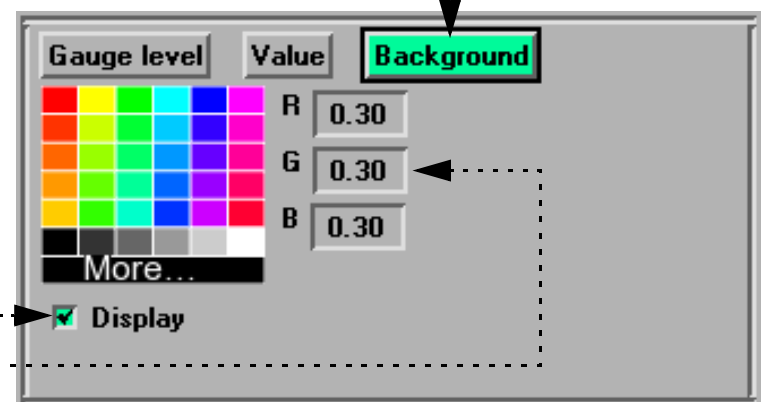 Gauge level Value Background
R 0.30
G 0.30
B 0.30
More...
Display